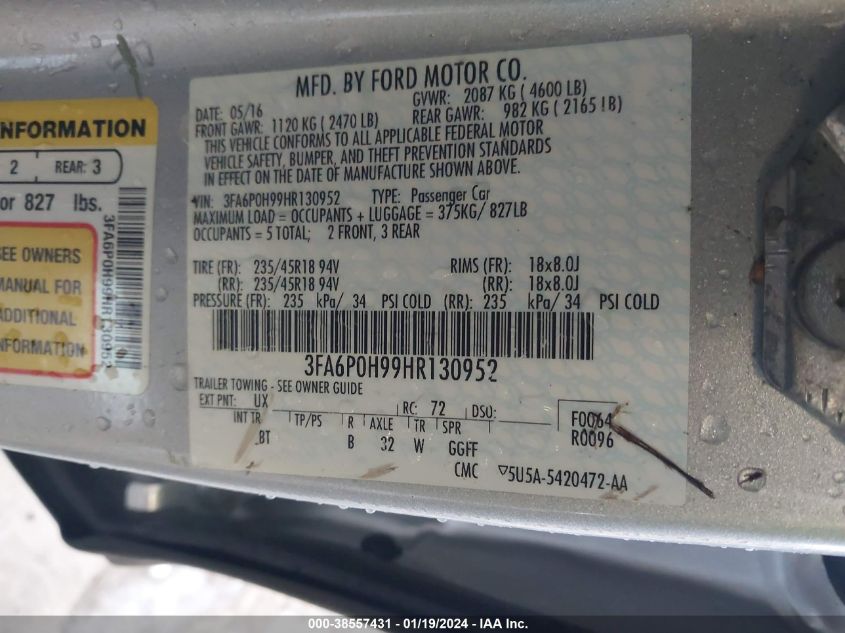 NFORMATION
2 REAR: 3
or 827 lbs.
SEE OWNERS
MANUAL FOR
ADDITIONAL
INFORMATION
3FA6P0H99HR130952
MFD. BY FORD MOTOR CO.
DATE: 05/16 GVWR: 2087 KG ( 4600 LB)
FRONT GAWR: 1120 KG ( 2470 LB) REAR GAWR: 982 KG ( 2165 LB)
THIS VEHICLE CONFORMS TO ALL APPLICABLE FEDERAL MOTOR
VEHICLE SAFETY, BUMPER, AND THEFT PREVENTION STANDARDS
IN EFFECT ON THE DATE OF MANUFACTURE SHOWN ABOVE.
VIN: 3FA6P0H99HR130952 TYPE: Passenger Car
MAXIMUM LOAD = OCCUPANTS + LUGGAGE = 375KG/ 827LB
OCCUPANTS = 5 TOTAL; 2 FRONT, 3 REAR
TIRE (FR): 235/45R18 94V RIMS (FR): 18x8.0J
(RR): 235/45R18 94V (RR): 18x8.0J
PRESSURE (FR): 235 kPa/ 34 PSI COLD (RR): 235 kPa/ 34 PSI COLD
3FA6P0H99HR130952
TRAILER TOWING - SEE OWNER GUIDE
EXT PNT: UX RC: 72 DSO:
INT TR TP/PS R AXLE TR SPR
BT B 32 W GGFF
F0064
R0096
CMC ▽5U5A-5420472-AA
000-38557431 - 01/19/2024 - IAA Inc.